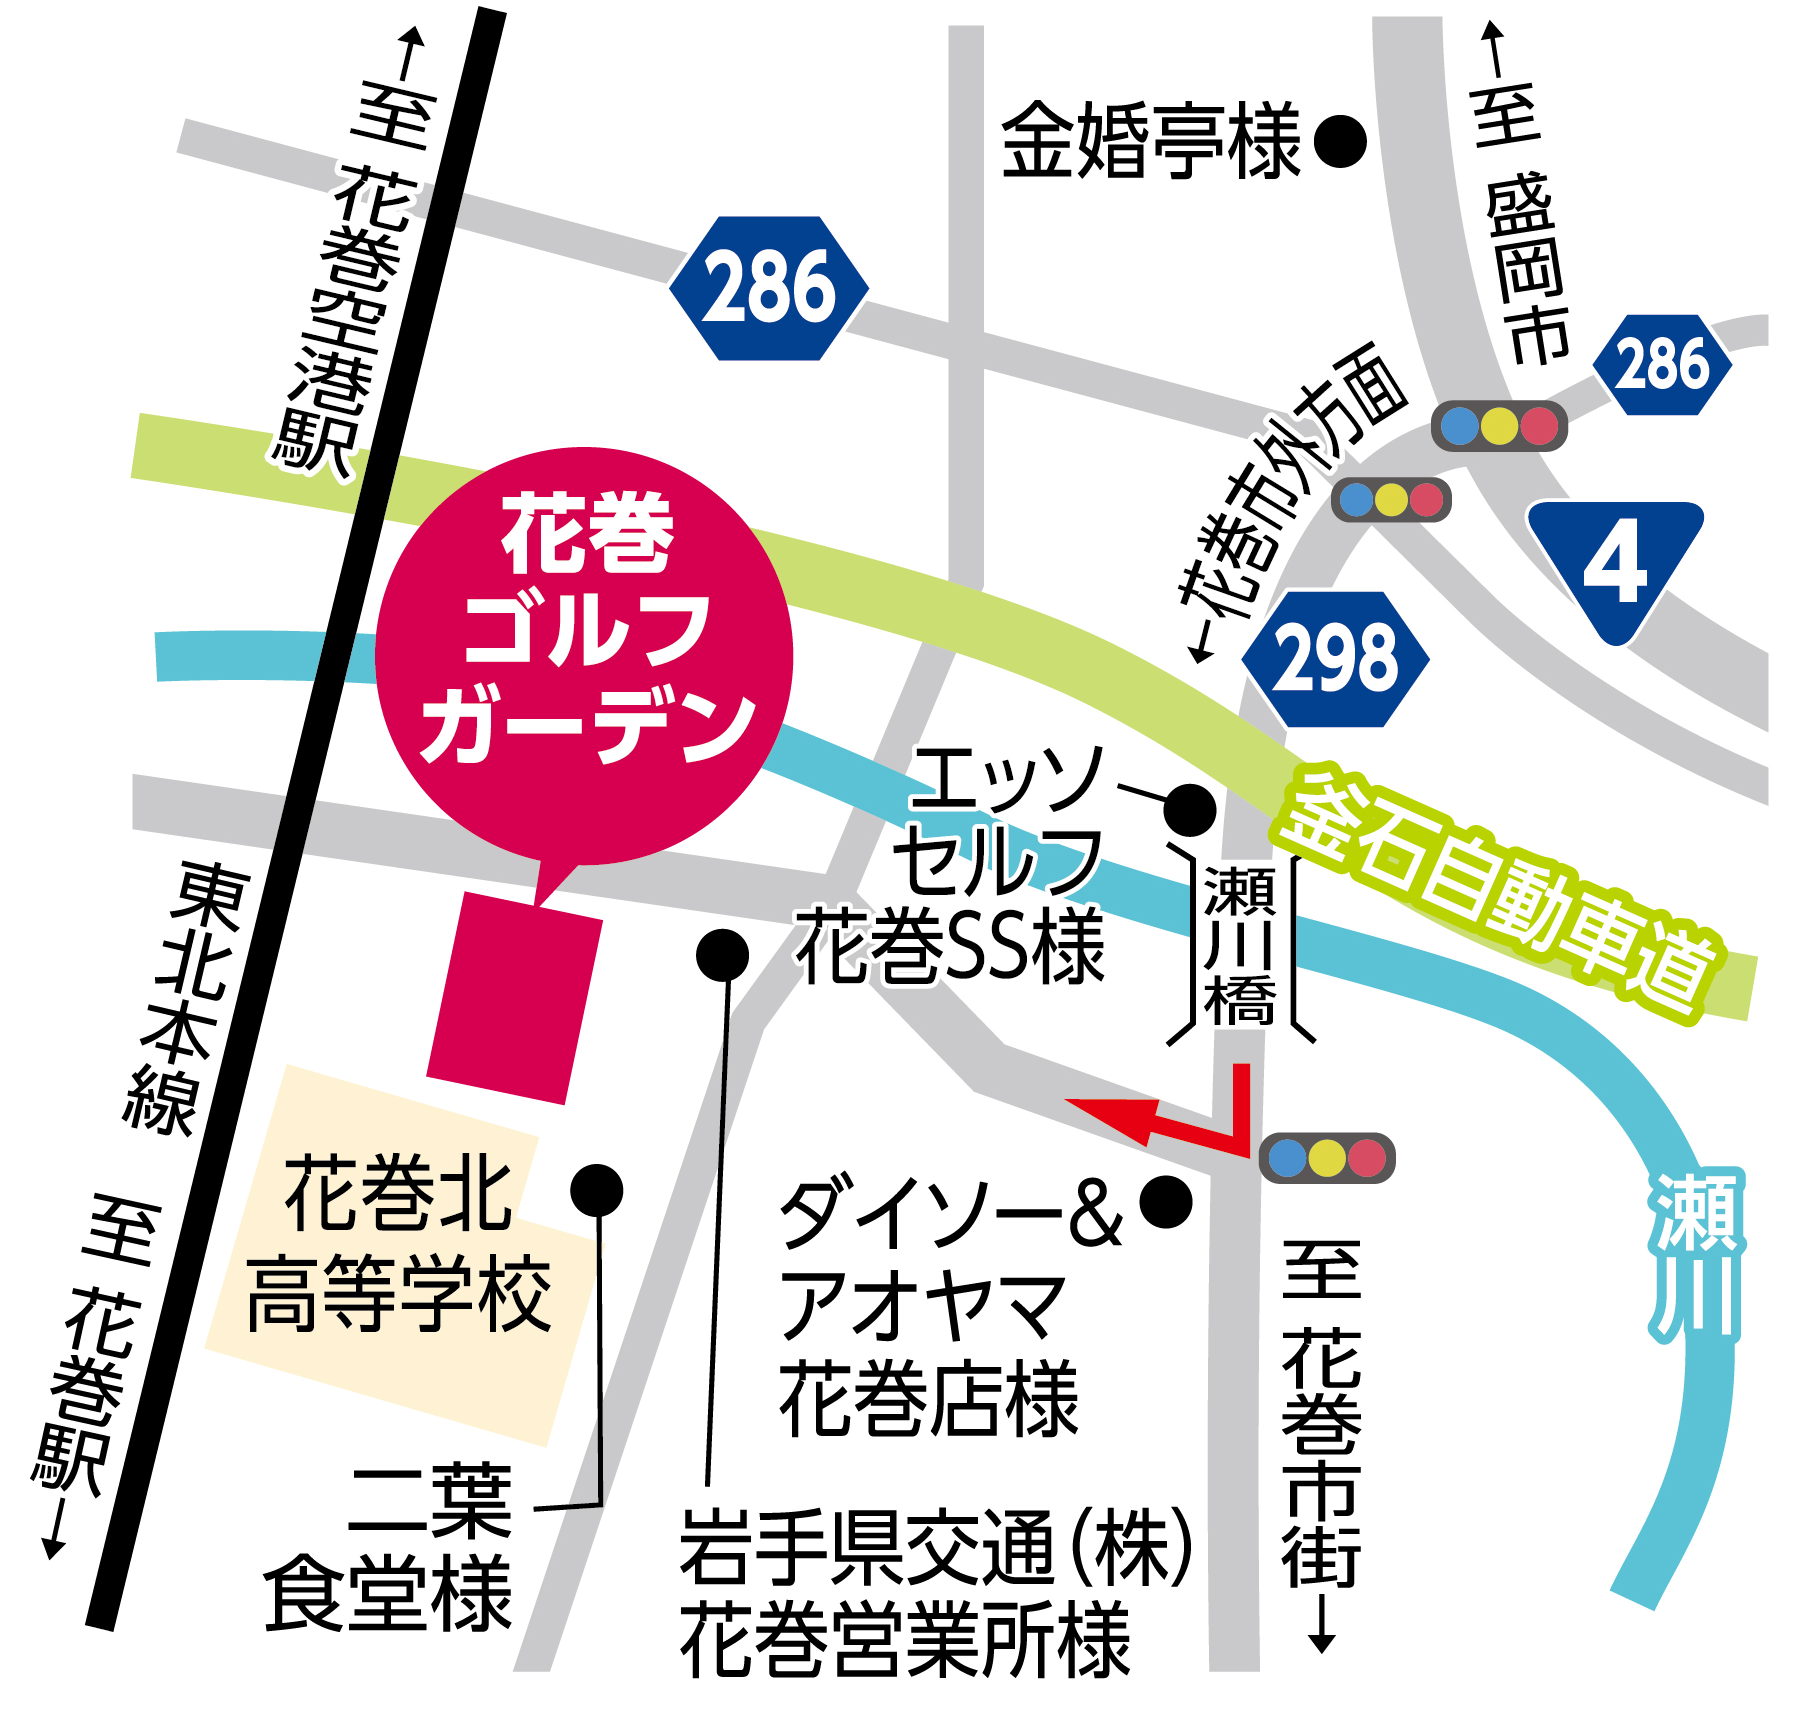 至 花巻空港駅
金婚亭様
至 盛岡市
286
286
花巻市外方面
4
花巻
ゴルフ
ガーデン
298
エッソ
セルフ
花巻SS様
釜石自動車道
瀬川橋
東北本線
至 花巻駅
花巻北
高等学校
ダイソー&
アオヤマ
花巻店様
瀬川
至 花巻市街
二葉
食堂様
岩手県交通(株)
花巻営業所様